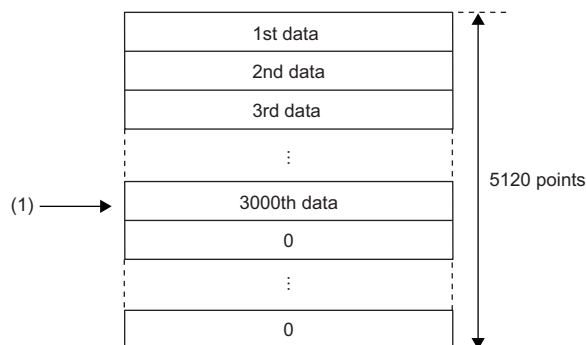 1st data
2nd data
3rd data
⋮
5120 points
(1)
3000th data
0
⋮
0